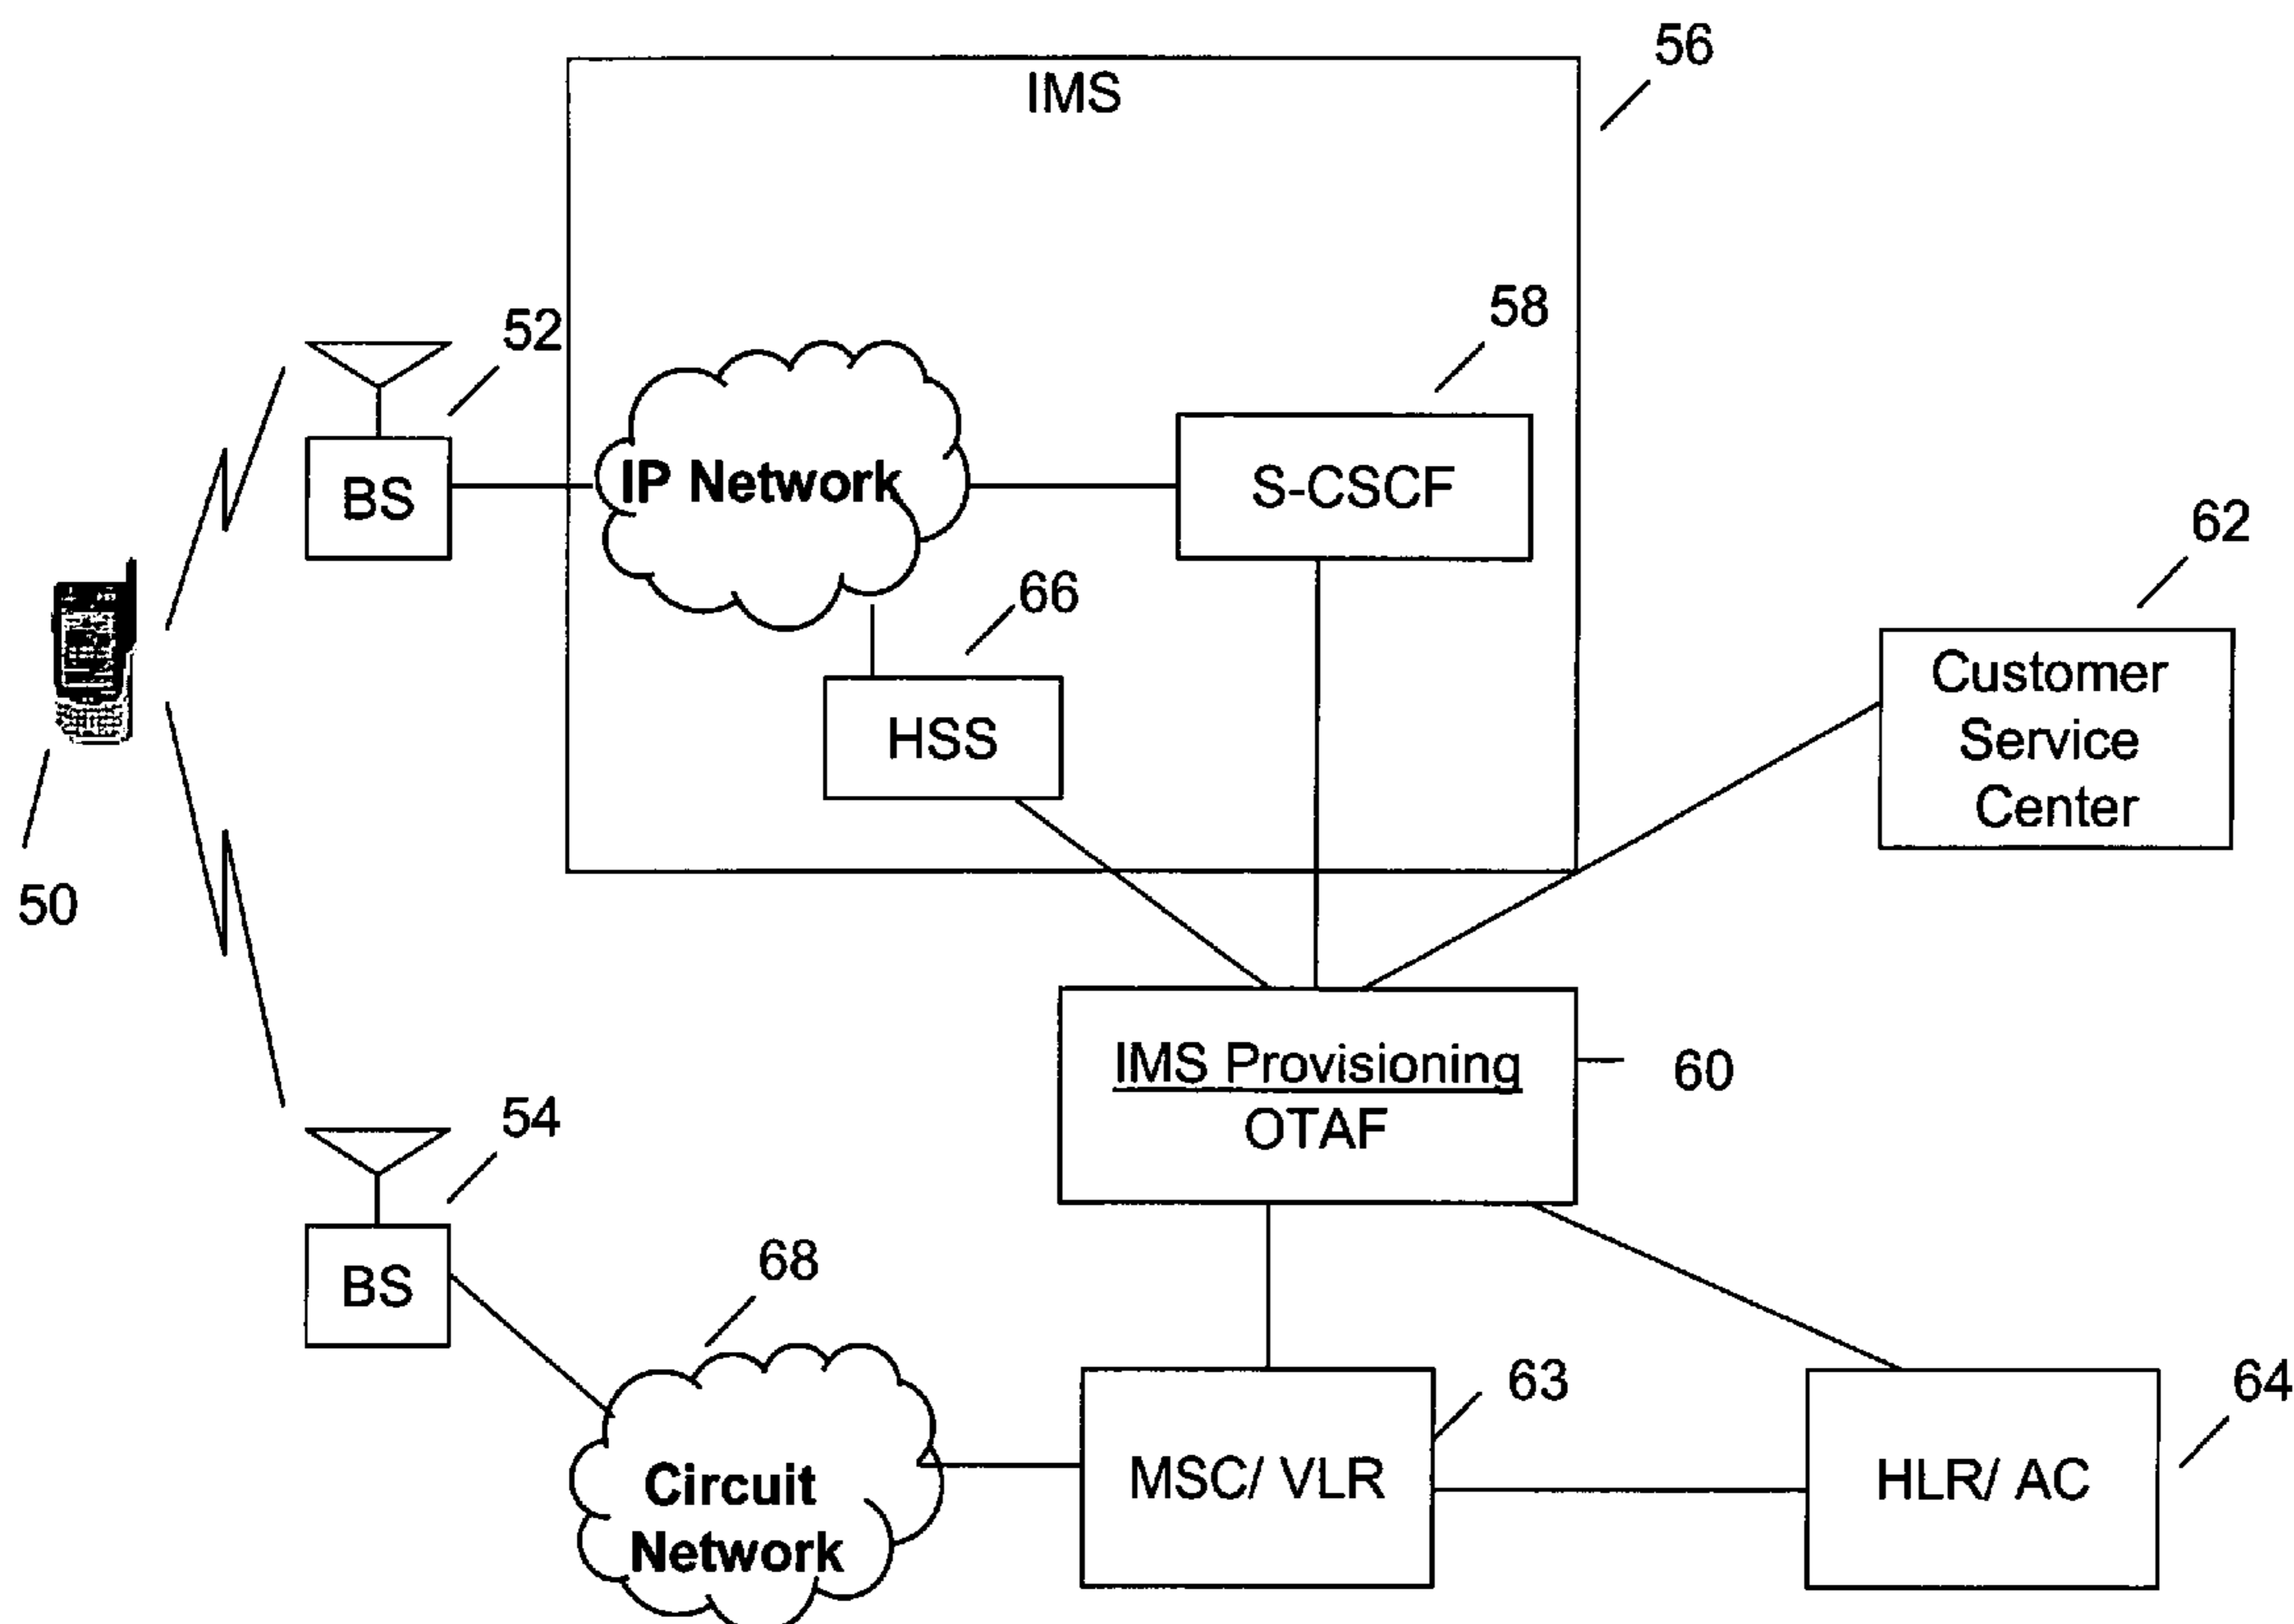 56
IMS
58
52
IP Network
S-CSCF
BS
62
66
Customer
Service
Center
HSS
50
IMS Provisioning
OTAF
60
54
68
BS
63
64
Circuit
Network
MSC/ VLR
HLR/ AC